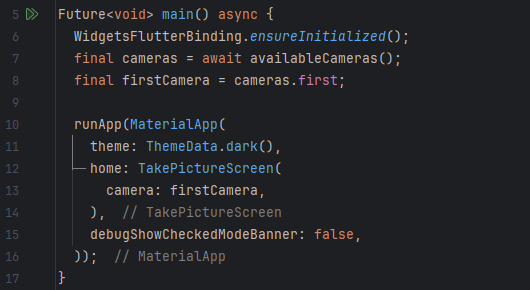 5 Future<void> main() async {
6 WidgetsFlutterBinding.ensureInitialized();
7 final cameras = await availableCameras();
8 final firstCamera = cameras.first;
9
10 runApp(MaterialApp(
11 theme: ThemeData.dark(),
12 home: TakePictureScreen(
13 camera: firstCamera,
14 ), // TakePictureScreen
15 debugShowCheckedModeBanner: false,
16 )); // MaterialApp
17 }